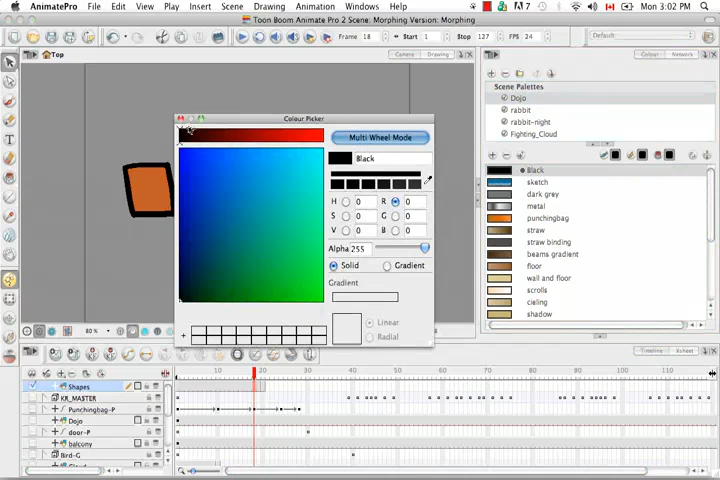 AnimatePro File Edit View Play Insert Scene Drawing Animation Windows Help 7 Mon 3:02 PM
Toon Boom Animate Pro 2 Scene: Morphing Version: Morphing
Frame 18 Start 1 Stop 127 FPS 24 Default
Top Camera Drawing Colour Network
Scene Palettes
Dojo
rabbit
rabbit-night
Fighting_Cloud
Colour Picker
Multi Wheel Mode
Black
H 0 R 0
S 0 G 0
V 0 B 0
Alpha 255
Solid Gradient
Gradient
Linear
Radial
Black
sketch
dark grey
metal
punchingbag
straw
straw binding
beams gradient
floor
wall and floor
scrolls
cieling
shadow
80 %
Timeline Xsheet
10 20 30 40 50 60 70 80 90 100 110 120
Shapes
KR_MASTER
Punchingbag-P
Dojo
door-P
balcony
Bird-G